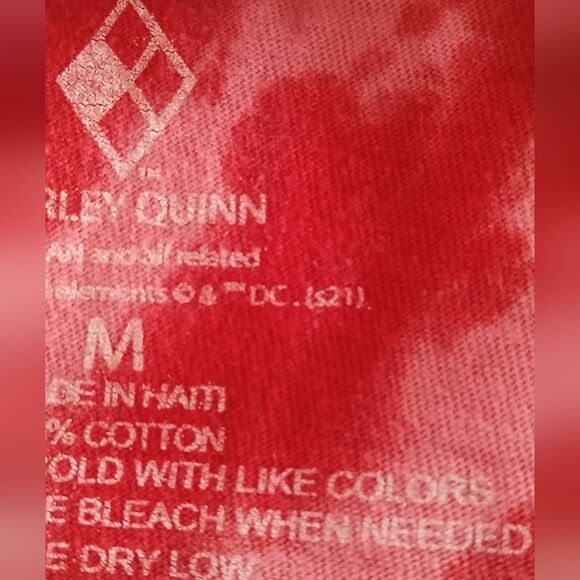 ™
RLEY QUINN
AN and all related
elements © & ™ DC. (s21).
M
DE IN HAITI
% COTTON
OLD WITH LIKE COLORS
E BLEACH WHEN NEEDED
E DRY LOW